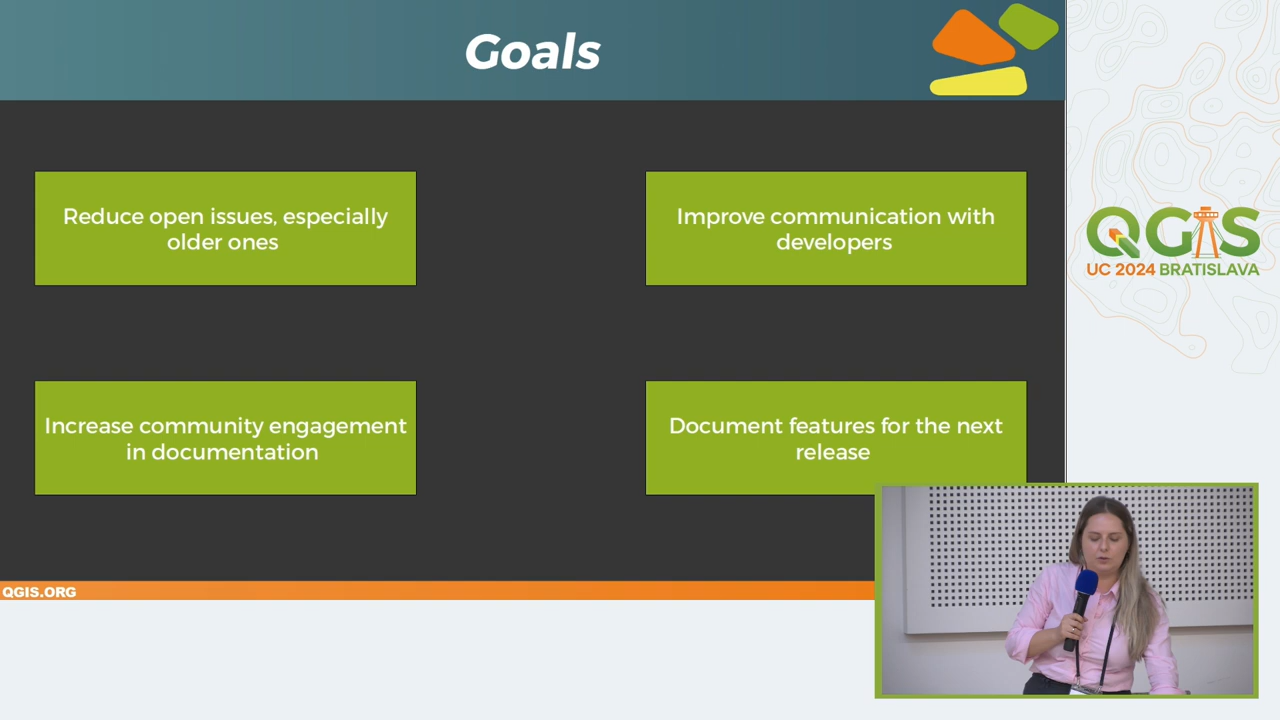 Goals
Reduce open issues, especially
older ones
Improve communication with
developers
Increase community engagement
in documentation
Document features for the next
release
QGIS.ORG
QGIS
UC 2024 BRATISLAVA